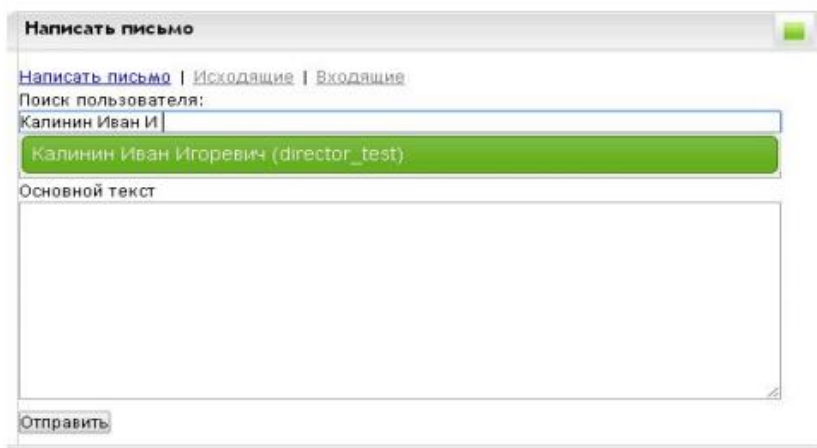 Написать письмо
Написать письмо | Исходящие | Входящие
Поиск пользователя:
Калинин Иван И
Калинин Иван Игоревич (director_test)
Основной текст
Отправить